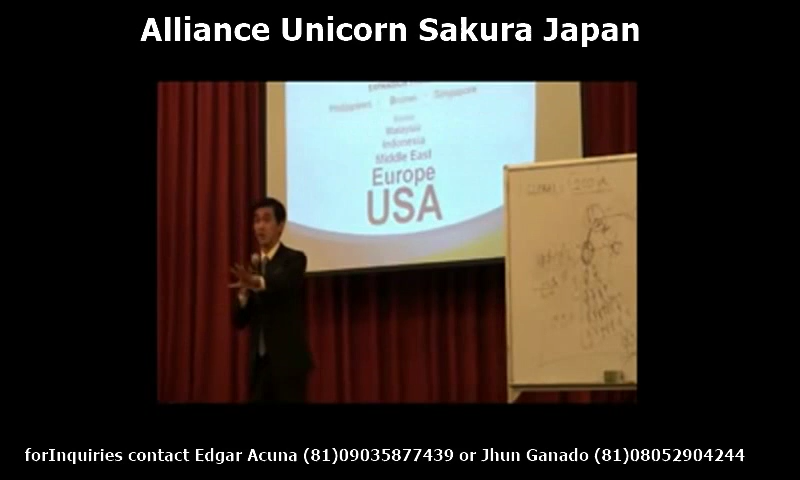 Alliance Unicorn Sakura Japan
Philippines Brunei Singapore
Malaysia
Indonesia
Middle East
Europe
USA
forInquiries contact Edgar Acuna (81)09035877439 or Jhun Ganado (81)08052904244